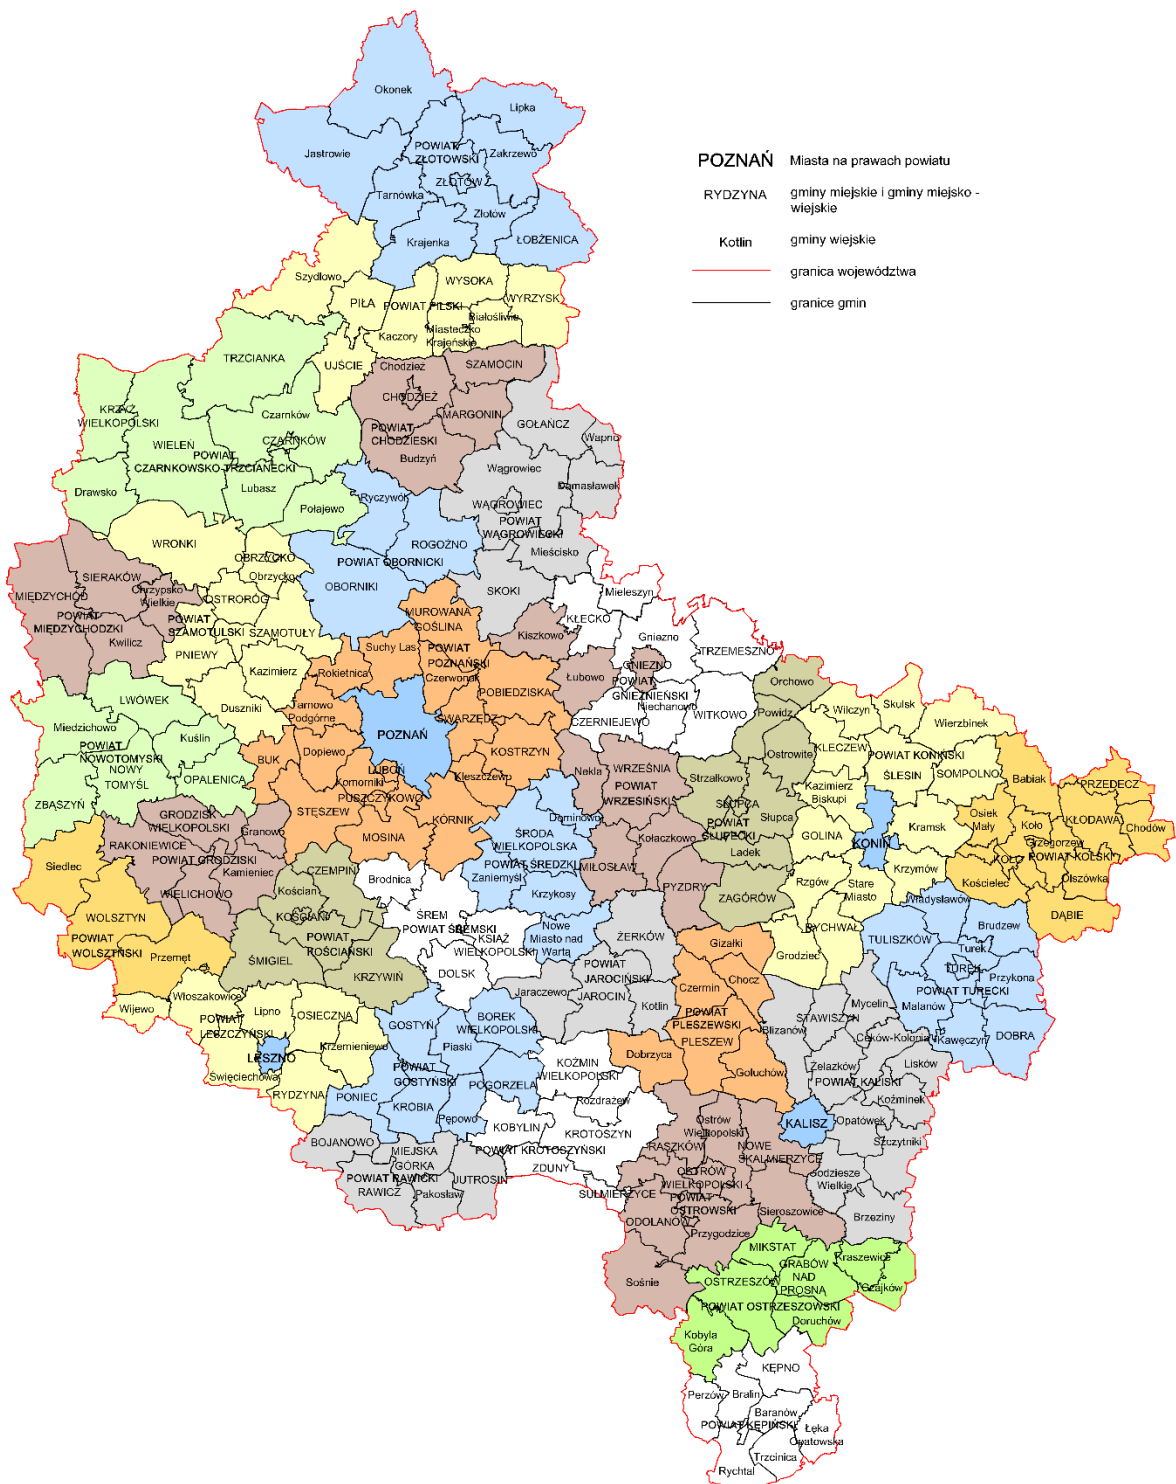 Okonek
Lipka
Jastrowie
POWIAT
ZŁOTOWSKI
Zakrzewo
ZŁOTÓW
Tarnówka
Złotów
Krajenka
ŁOBŻENICA
POZNAŃ Miasta na prawach powiatu
RYDZYNA gminy miejskie i gminy miejsko -
wiejskie
Kotlin gminy wiejskie
granica województwa
granice gmin
Szydłowo
PIŁA
POWIAT PILSKI
WYSOKA
WYRZYSK
Białośliwie
Miasteczko
Krajeńskie
Kaczory
UJŚCIE
TRZCIANKA
KRZYŻ
WIELKOPOLSKI
WIELEŃ
Czarnków
CZARNKÓW
POWIAT
CZARNKOWSKO-TRZCIANECKI
Lubasz
Drawsko
Połajewo
Chodzież
SZAMOCIN
CHODZIEŻ
MARGONIN
POWIAT
CHODZIESKI
Budzyń
GOŁAŃCZ
Wapno
Wągrowiec
Damasławek
WĄGROWIEC
POWIAT
WĄGROWIECKI
Mieścisko
SKOKI
Ryczywół
ROGOŹNO
POWIAT OBORNICKI
OBORNIKI
WRONKI
OBRZYCKO
Obrzycko
OSTRORÓG
POWIAT
SZAMOTULSKI
SZAMOTUŁY
PNIEWY
Kazimierz
Duszniki
SIERAKÓW
MIĘDZYCHÓD
Chrzypsko
Wielkie
POWIAT
MIĘDZYCHODZKI
Kwilicz
MUROWANA
GOŚLINA
Suchy Las
POWIAT
POZNAŃSKI
Czerwonak
Rokietnica
POBIEDZISKA
Tarnowo
Podgórne
SWARZĘDZ
POZNAŃ
Dopiewo
KOSTRZYN
BUK
LUBOŃ
Komorniki
Kleszczewo
PUSZCZYKOWO
STĘSZEW
MOSINA
KÓRNIK
Mieleszyn
KŁECKO
Kiszkowo
Gniezno
TRZEMESZNO
GNIEZNO
Łubowo
POWIAT
GNIEŹNIEŃSKI
Niechanowo
CZERNIEJEWO
WITKOWO
LWÓWEK
Miedzichowo
Kuślin
POWIAT
NOWOTOMYSKI
NOWY
TOMYŚL
OPALENICA
ZBĄSZYŃ
GRODZISK
WIELKOPOLSKI
Granowo
RAKONIEWICE
POWIAT GRODZISKI
Kamieniec
WIELICHOWO
Siedlec
WOLSZTYN
POWIAT
WOLSZTYŃSKI
Przemęt
Orchowo
Powidz
Ostrowite
Strzałkowo
SŁUPCA
Słupca
POWIAT
SŁUPECKI
Lądek
ZAGÓRÓW
Skulsk
Wilczyn
Wierzbinek
KLECZEW
POWIAT KONIŃSKI
ŚLESIN
SOMPOLNO
Kazimierz
Biskupi
Kramsk
GOLINA
KONIN
Krzymów
Rzgów
Stare
Miasto
RYCHWAŁ
Grodziec
Babiak
PRZEDECZ
Osiek
Mały
Koło
KŁODAWA
Chodów
Grzegorzew
KOŁO
POWIAT KOLSKI
Kościelec
Olszówka
DĄBIE
Nekla
WRZEŚNIA
POWIAT
WRZESIŃSKI
Kołaczkowo
MIŁOSŁAW
PYZDRY
Dominowo
ŚRODA
WIELKOPOLSKA
POWIAT ŚREDZKI
Zaniemyśl
Krzykosy
Nowe
Miasto nad
Wartą
CZEMPIŃ
Kościan
KOŚCIAN
POWIAT
KOŚCIAŃSKI
ŚMIGIEL
KRZYWIŃ
Brodnica
ŚREM
POWIAT ŚREMSKI
KSIĄŻ
WIELKOPOLSKI
DOLSK
ŻERKÓW
POWIAT
JAROCIŃSKI
Jaraczewo
JAROCIN
Kotlin
Gizałki
Czermin
Chocz
POWIAT
PLESZEWSKI
PLESZEW
Dobrzyca
Gołuchów
Władysławów
Brudzew
TULISZKÓW
Turek
TUREK
Przykona
POWIAT TURECKI
Malanów
Kawęczyn
DOBRA
Mycelin
STAWISZYN
Blizanów
Ceków-Kolonia
Żelazków
Lisków
POWIAT KALISKI
Koźminek
KALISZ
Opatówek
Szczytniki
Godziesze
Wielkie
Brzeziny
Wijewo
Włoszakowice
Lipno
OSIECZNA
POWIAT
LESZCZYŃSKI
Krzemieniewo
LESZNO
Święciechowa
RYDZYNA
GOSTYŃ
BOREK
WIELKOPOLSKI
Piaski
POWIAT
GOSTYŃSKI
POGORZELA
PONIEC
KROBIA
Pępowo
KOŹMIN
WIELKOPOLSKI
Rozdrażew
KOBYLIN
KROTOSZYN
POWIAT KROTOSZYŃSKI
ZDUNY
SULMIERZYCE
BOJANOWO
MIEJSKA
GÓRKA
POWIAT RAWICKI
RAWICZ
Pakosław
JUTROSIN
Ostrów
Wielkopolski
RASZKÓW
NOWE
SKALMIERZYCE
OSTRÓW
WIELKOPOLSKI
POWIAT
OSTROWSKI
ODOLANÓW
Sieroszowice
Przygodzice
Sośnie
MIKSTAT
Kraszewice
GRABÓW
NAD
PROSNĄ
Czajków
OSTRZESZÓW
POWIAT OSTRZESZOWSKI
Doruchów
Kobyla
Góra
KĘPNO
Perzów
Bralin
Baranów
POWIAT KĘPIŃSKI
Łęka
Opatowska
Trzcinica
Rychtal